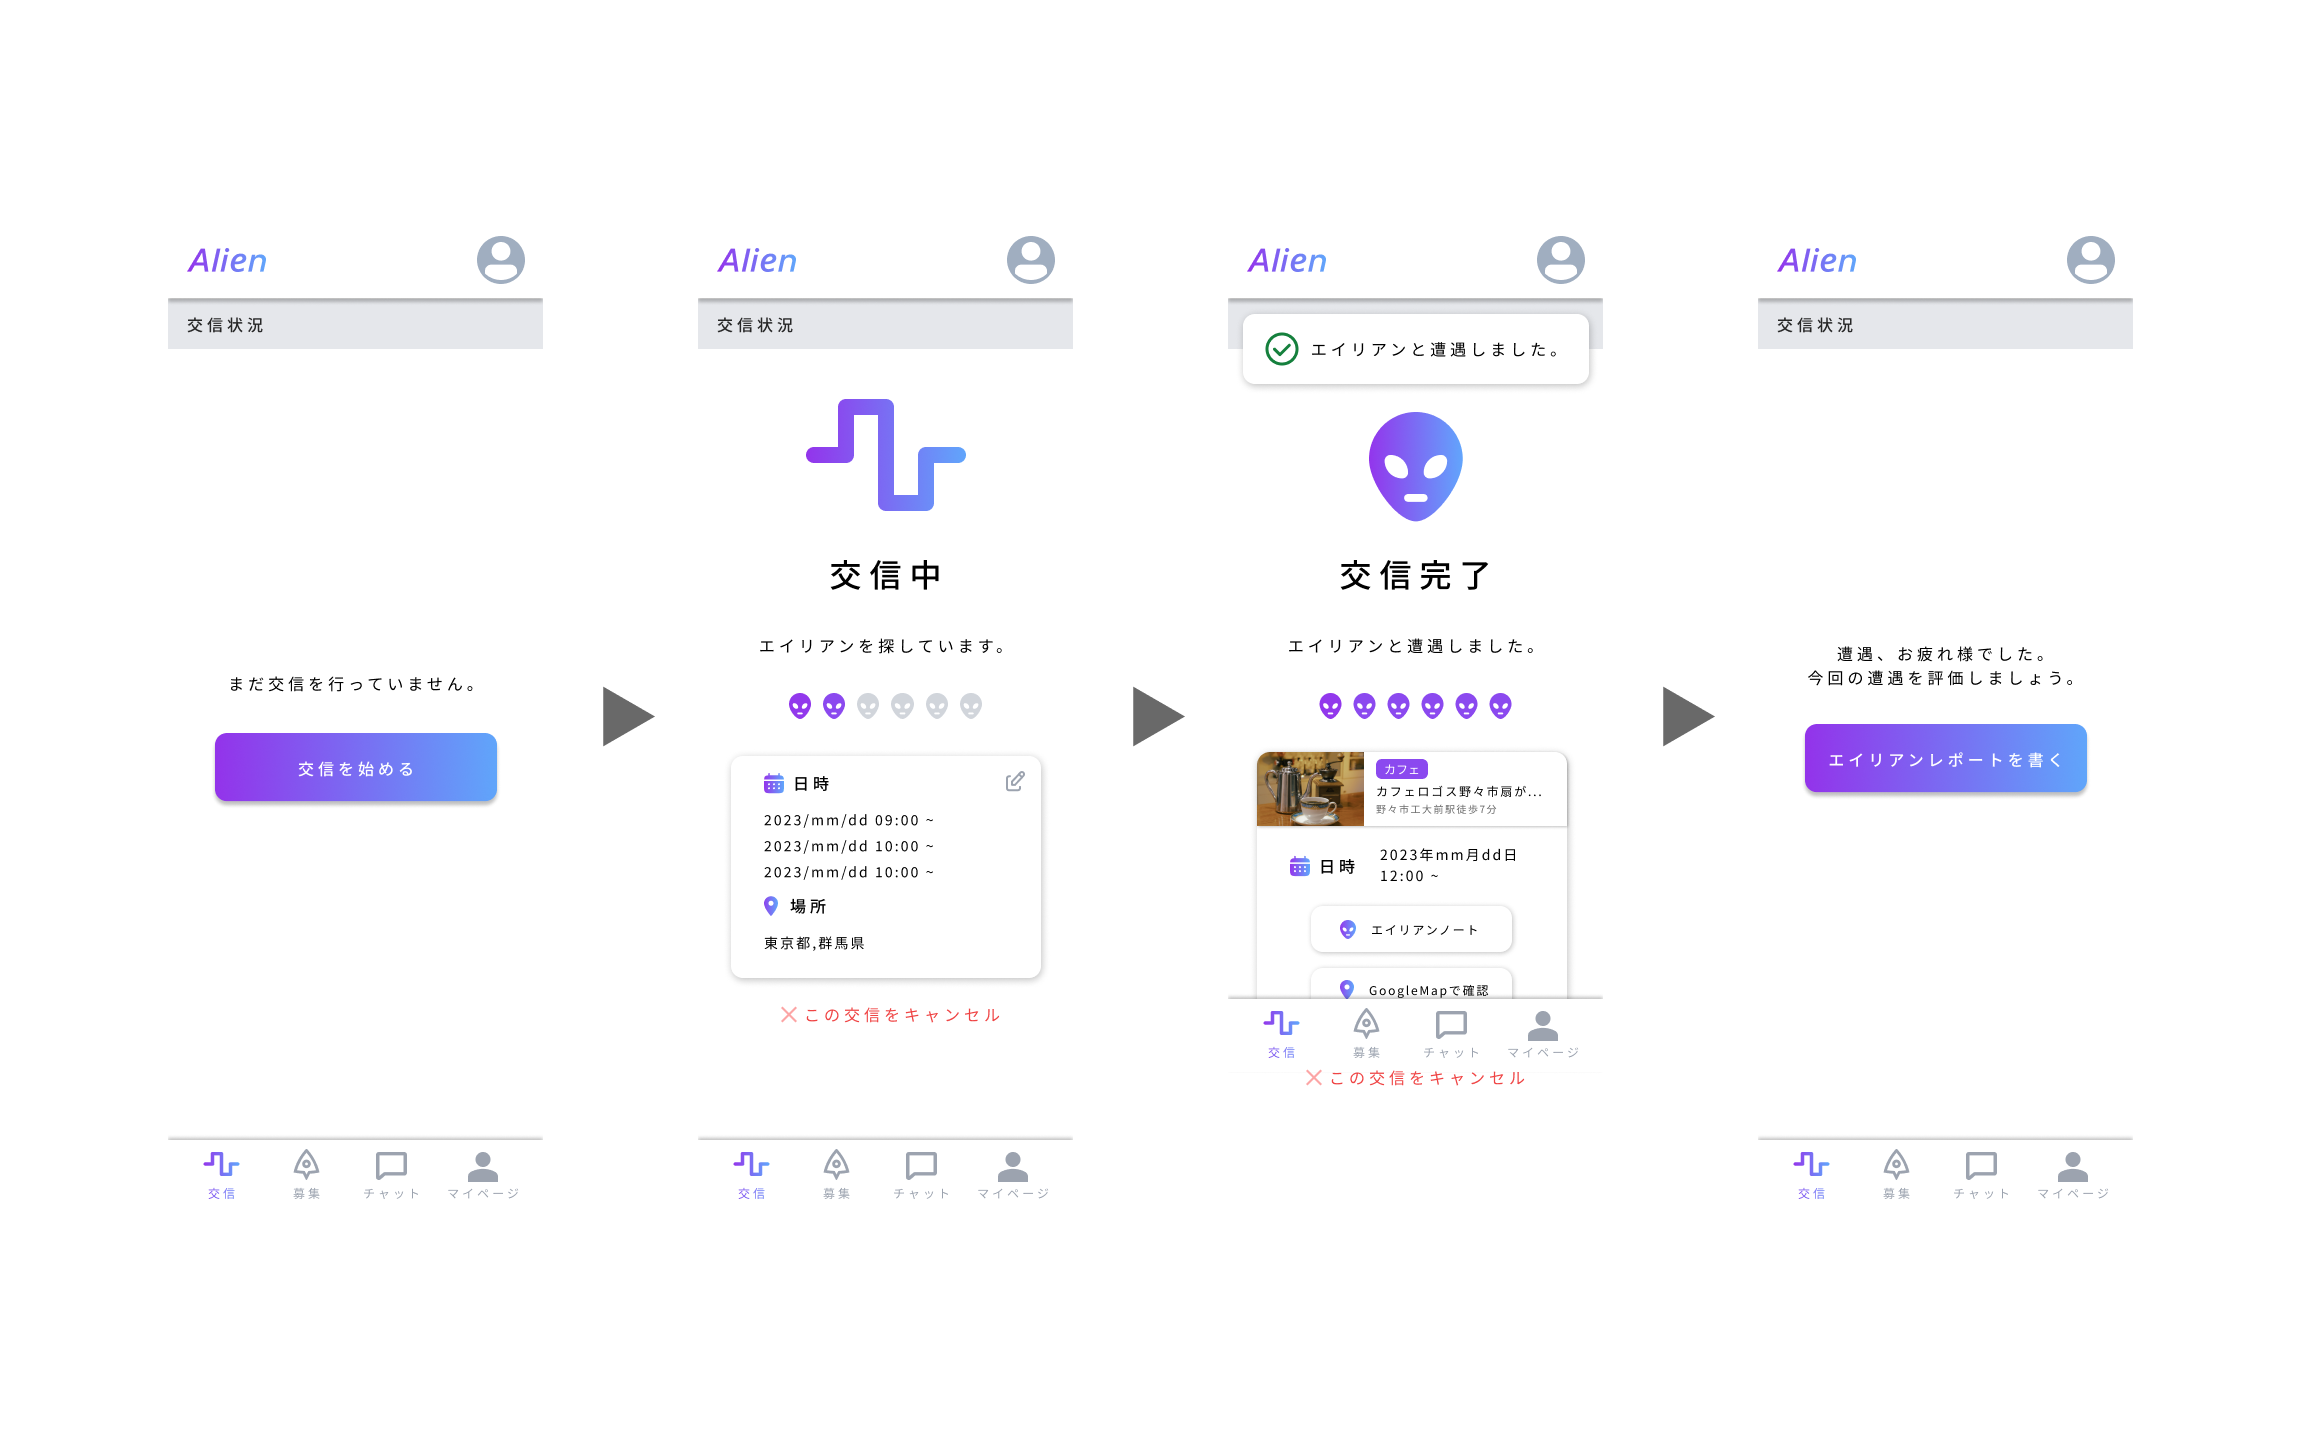 Alien
交信状況
まだ交信を行っていません。
交信を始める
交信
募集
チャット
マイページ
Alien
交信状況
交信中
エイリアンを探しています。
日時
2023/mm/dd 09:00 ~
2023/mm/dd 10:00 ~
2023/mm/dd 10:00 ~
場所
東京都,群馬県
この交信をキャンセル
交信
募集
チャット
マイページ
Alien
エイリアンと遭遇しました。
交信完了
エイリアンと遭遇しました。
カフェ
カフェロゴス野々市扇が...
野々市工大前駅徒歩7分
日時
2023年mm月dd日
12:00 ~
エイリアンノート
GoogleMapで確認
交信
募集
チャット
マイページ
この交信をキャンセル
Alien
交信状況
遭遇、お疲れ様でした。
今回の遭遇を評価しましょう。
エイリアンレポートを書く
交信
募集
チャット
マイページ